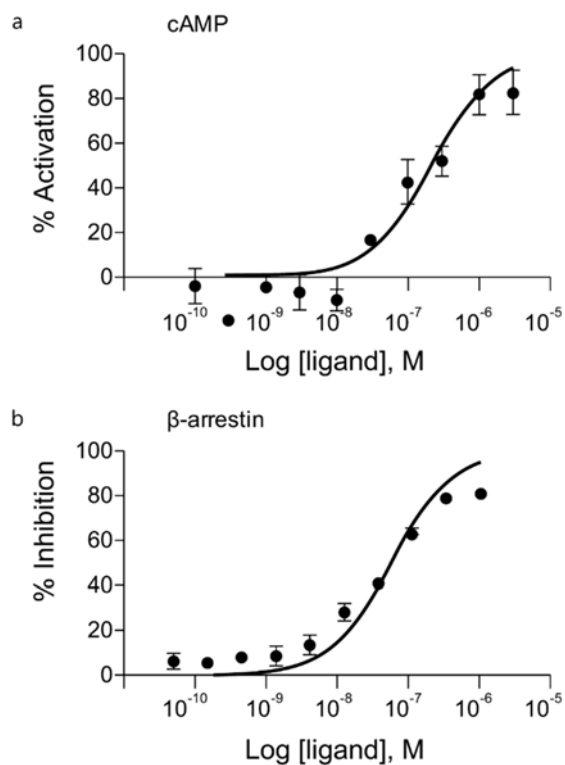 a
cAMP
% Activation
100
80
60
40
20
0
10⁻¹⁰ 10⁻⁹ 10⁻⁸ 10⁻⁷ 10⁻⁶ 10⁻⁵
Log [ligand], M
b
β-arrestin
% Inhibition
100
80
60
40
20
0
10⁻¹⁰ 10⁻⁹ 10⁻⁸ 10⁻⁷ 10⁻⁶ 10⁻⁵
Log [ligand], M